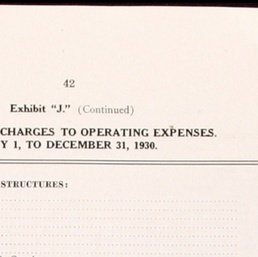 42
Exhibit "J." (Continued)
CHARGES TO OPERATING EXPENSES.
Y 1, TO DECEMBER 31, 1930.
STRUCTURES: